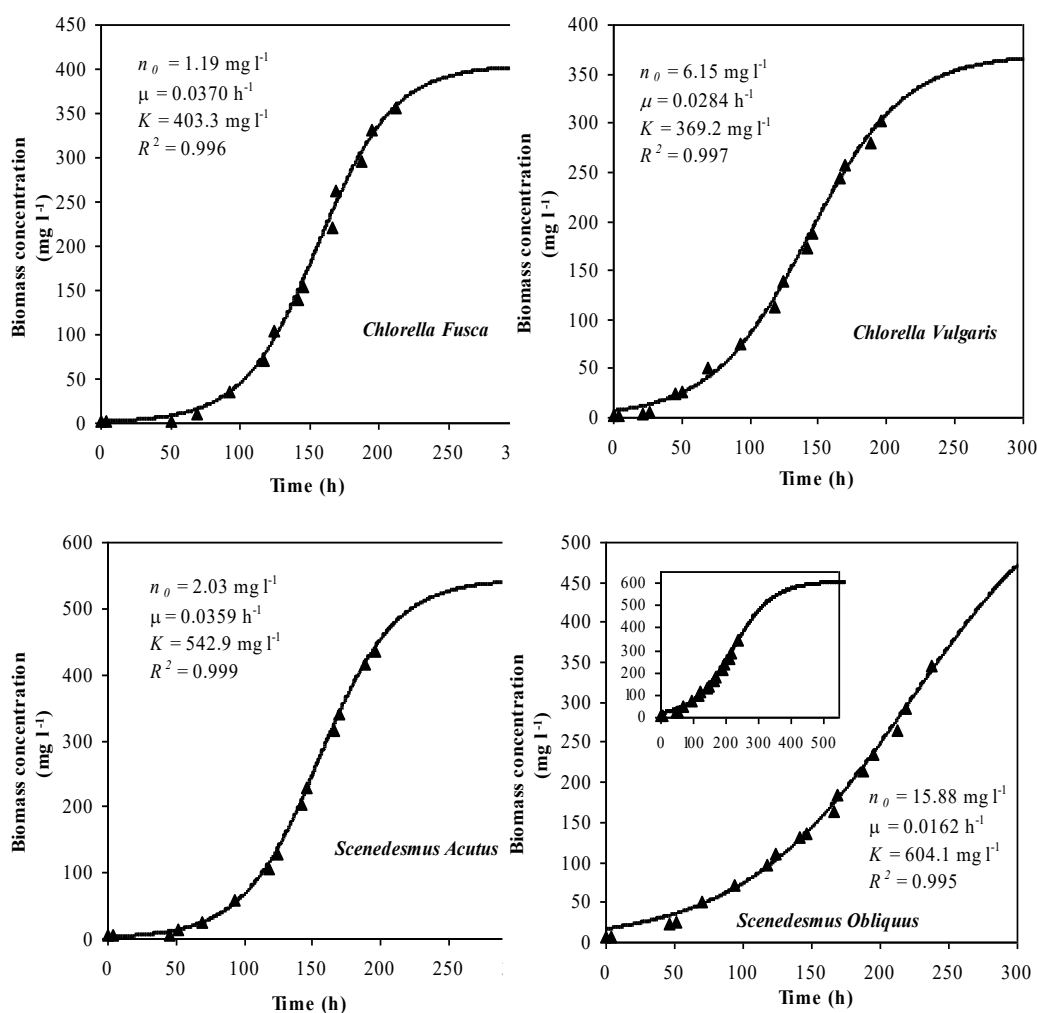 450
400
350
300
250
200
150
100
50
0
n₀ = 1.19 mg l⁻¹
μ = 0.0370 h⁻¹
K = 403.3 mg l⁻¹
R² = 0.996
Chlorella Fusca
Biomass concentration
(mg l⁻¹)
0 50 100 150 200 3
Time (h)
400
350
300
250
200
150
100
50
0
n₀ = 6.15 mg l⁻¹
μ = 0.0284 h⁻¹
K = 369.2 mg l⁻¹
R² = 0.997
Chlorella Vulgaris
Biomass concentration
(mg l⁻¹)
0 50 100 150 200 250 300
Time (h)
600
500
400
300
200
100
0
n₀ = 2.03 mg l⁻¹
μ = 0.0359 h⁻¹
K = 542.9 mg l⁻¹
R² = 0.999
Scenedesmus Acutus
Biomass concentration
(mg l⁻¹)
0 50 100 150 200 250
Time (h)
500
450
400
350
300
250
200
150
100
50
0
600
500
400
300
200
100
0
0 100 200 300 400 500
n₀ = 15.88 mg l⁻¹
μ = 0.0162 h⁻¹
K = 604.1 mg l⁻¹
R² = 0.995
Scenedesmus Obliquus
Biomass concentration
(mg l⁻¹)
0 50 100 150 200 250 300
Time (h)